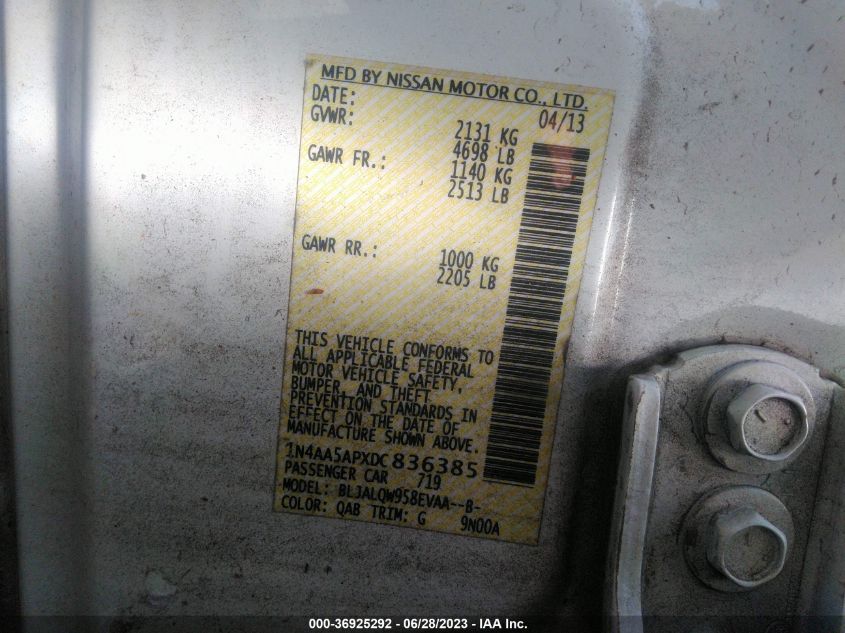 MFD BY NISSAN MOTOR CO., LTD.
DATE: 04/13
GVWR: 2131 KG
4698 LB
GAWR FR.: 1140 KG
2513 LB
GAWR RR.: 1000 KG
2205 LB
THIS VEHICLE CONFORMS TO
ALL APPLICABLE FEDERAL
MOTOR VEHICLE SAFETY,
BUMPER, AND THEFT
PREVENTION STANDARDS IN
EFFECT ON THE DATE OF
MANUFACTURE SHOWN ABOVE.
1N4AA5APXDC836385
PASSENGER CAR 719
MODEL: BLJALQW958EVAA--B-
COLOR: QAB TRIM: G 9N00A
000-36925292 - 06/28/2023 - IAA Inc.